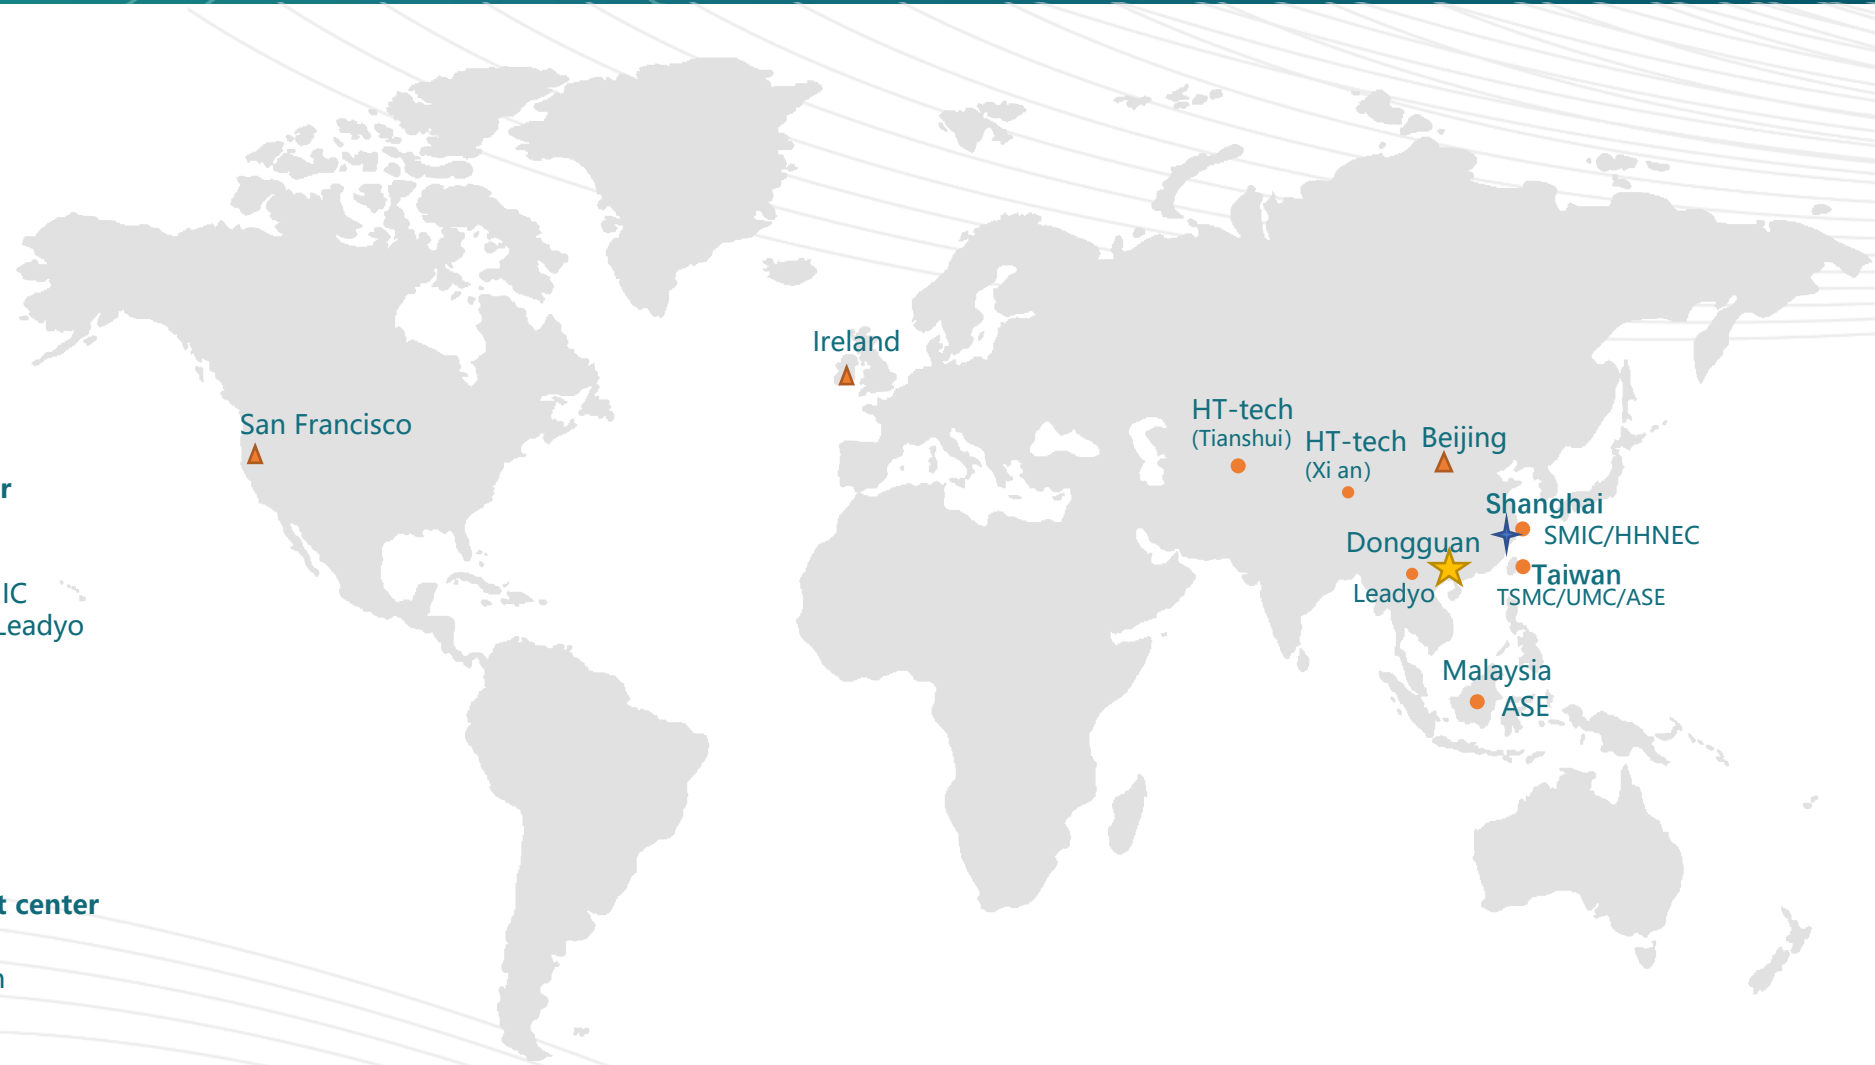 Ireland
San Francisco
HT-tech
(Tianshui)
HT-tech
(Xi an)
Beijing
Shanghai
SMIC/HHNEC
Dongguan
Leadyo
Taiwan
TSMC/UMC/ASE
Malaysia
ASE
r
IC
Leadyo
t center
n